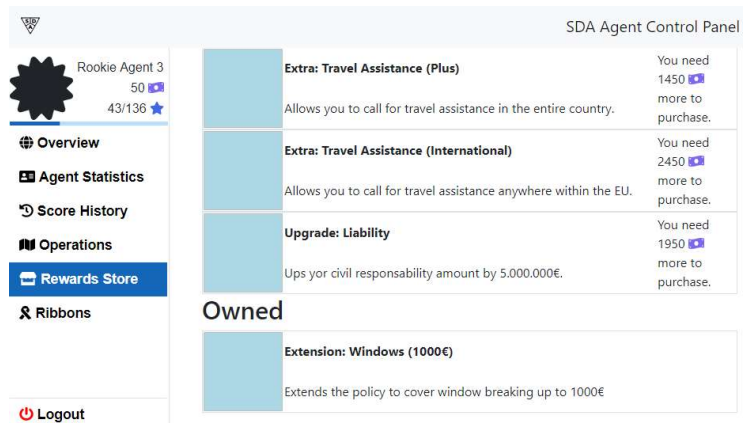 SDA
SDA Agent Control Panel
Rookie Agent 3
50
43/136
Overview
Agent Statistics
Score History
Operations
Rewards Store
Ribbons
Logout
Extra: Travel Assistance (Plus)
Allows you to call for travel assistance in the entire country.
You need
1450
more to
purchase.
Extra: Travel Assistance (International)
Allows you to call for travel assistance anywhere within the EU.
You need
2450
more to
purchase.
Upgrade: Liability
Ups yor civil responsability amount by 5.000.000€.
You need
1950
more to
purchase.
Owned
Extension: Windows (1000€)
Extends the policy to cover window breaking up to 1000€